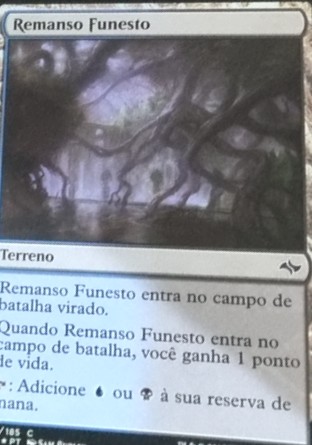 Remanso Funesto
Terreno
Remanso Funesto entra no campo de
batalha virado.
Quando Remanso Funesto entra no
campo de batalha, você ganha 1 ponto
de vida.
: Adicione ou à sua reserva de
mana.
/185 C
PT